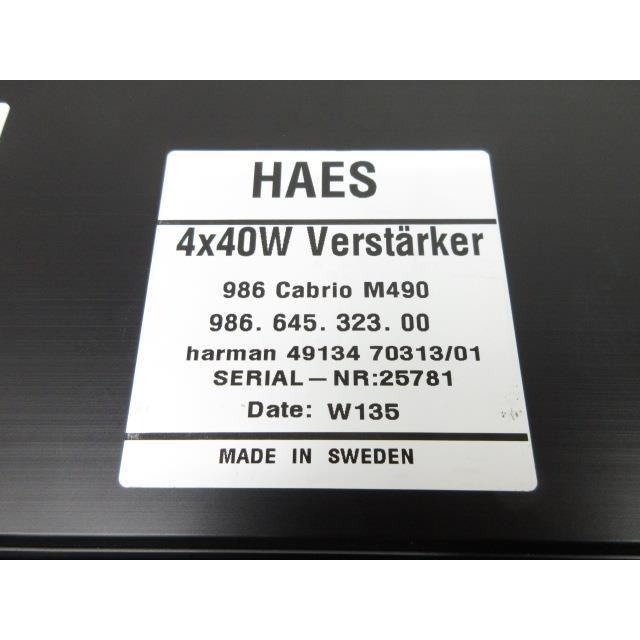 HAES
4x40W Verstärker
986 Cabrio M490
986. 645. 323. 00
harman 49134 70313/01
SERIAL–NR:25781
Date: W135
MADE IN SWEDEN